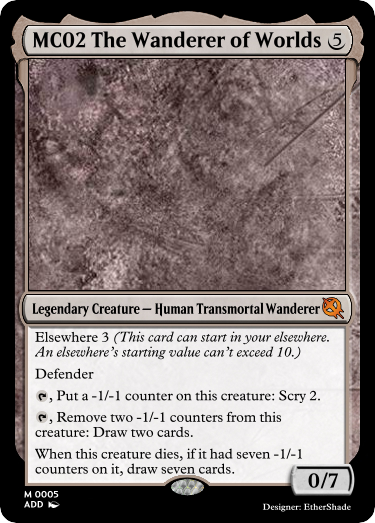 MC02 The Wanderer of Worlds 5
Legendary Creature — Human Transmortal Wanderer
Elsewhere 3 (This card can start in your elsewhere.
An elsewhere's starting value can't exceed 10.)
Defender
, Put a -1/-1 counter on this creature: Scry 2.
, Remove two -1/-1 counters from this
creature: Draw two cards.
When this creature dies, if it had seven -1/-1
counters on it, draw seven cards.
0/7
M 0005
ADD
Designer: EtherShade